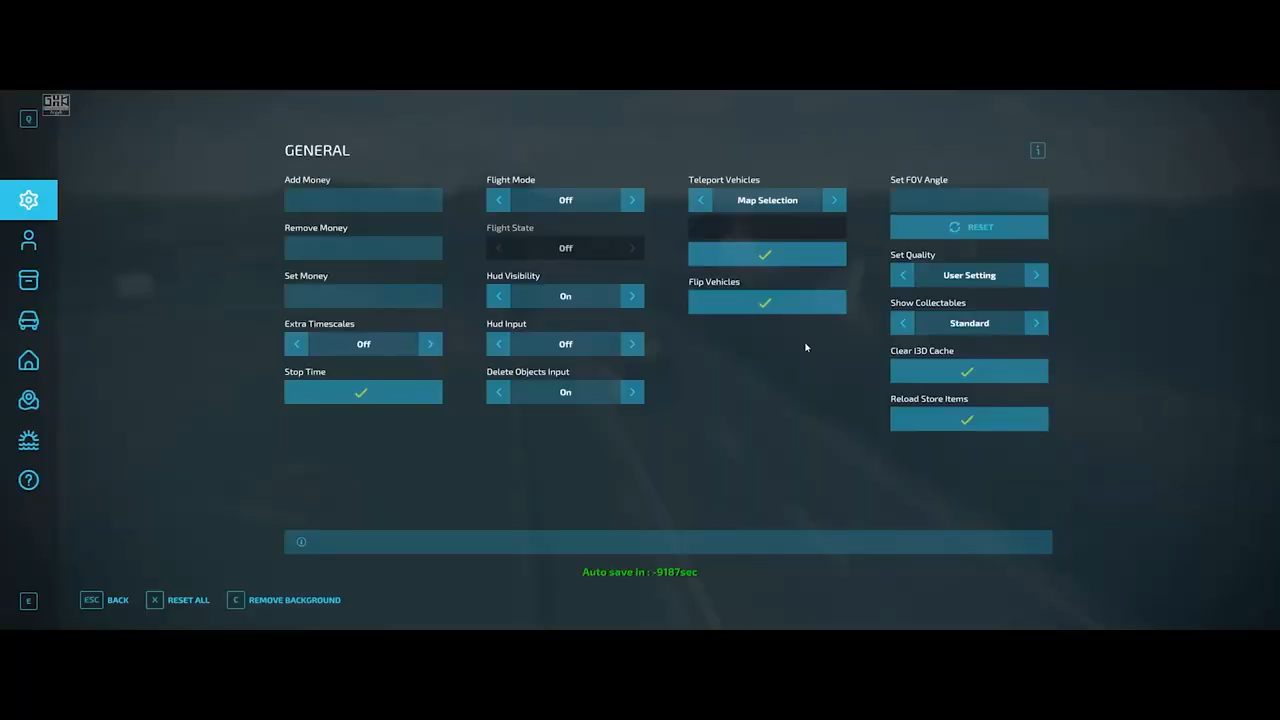 GENERAL
Add Money
Remove Money
Set Money
Extra Timescales
Off
Stop Time
Flight Mode
Off
Flight State
Off
Hud Visibility
On
Hud Input
Off
Delete Objects Input
On
Teleport Vehicles
Map Selection
Flip Vehicles
Set FOV Angle
RESET
Set Quality
User Setting
Show Collectables
Standard
Clear I3D Cache
Reload Store Items
Auto save in : -9187sec
Q
E
ESC BACK X RESET ALL C REMOVE BACKGROUND